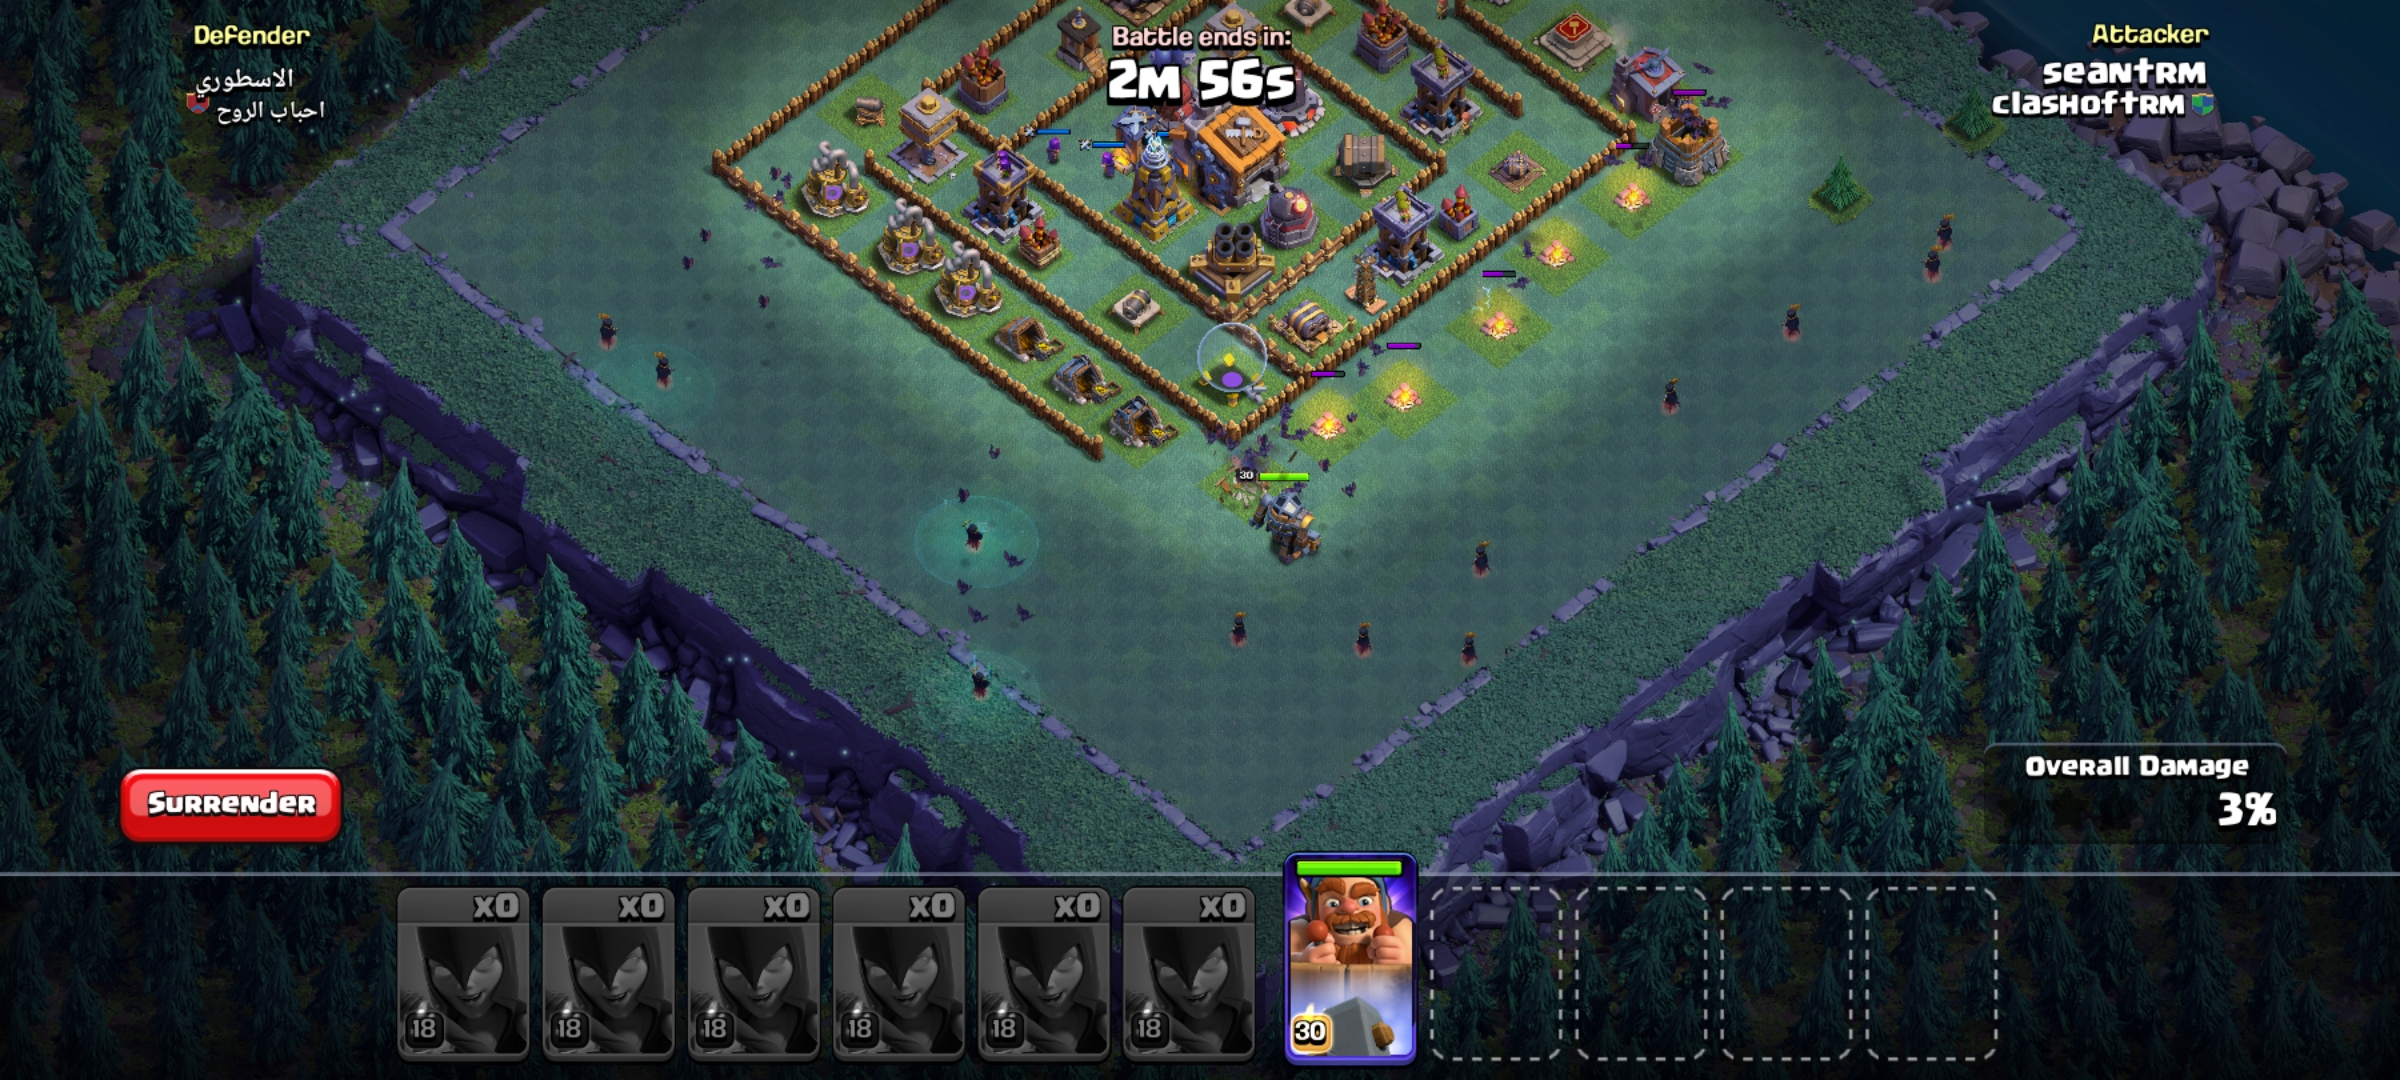 Defender
الاسطوري
احباب الروح
Battle ends in:
2M 56s
Attacker
seantrm
clashoftrm
30
Surrender
Overall Damage
3%
x0
x0
x0
x0
x0
x0
18
18
18
18
18
18
30